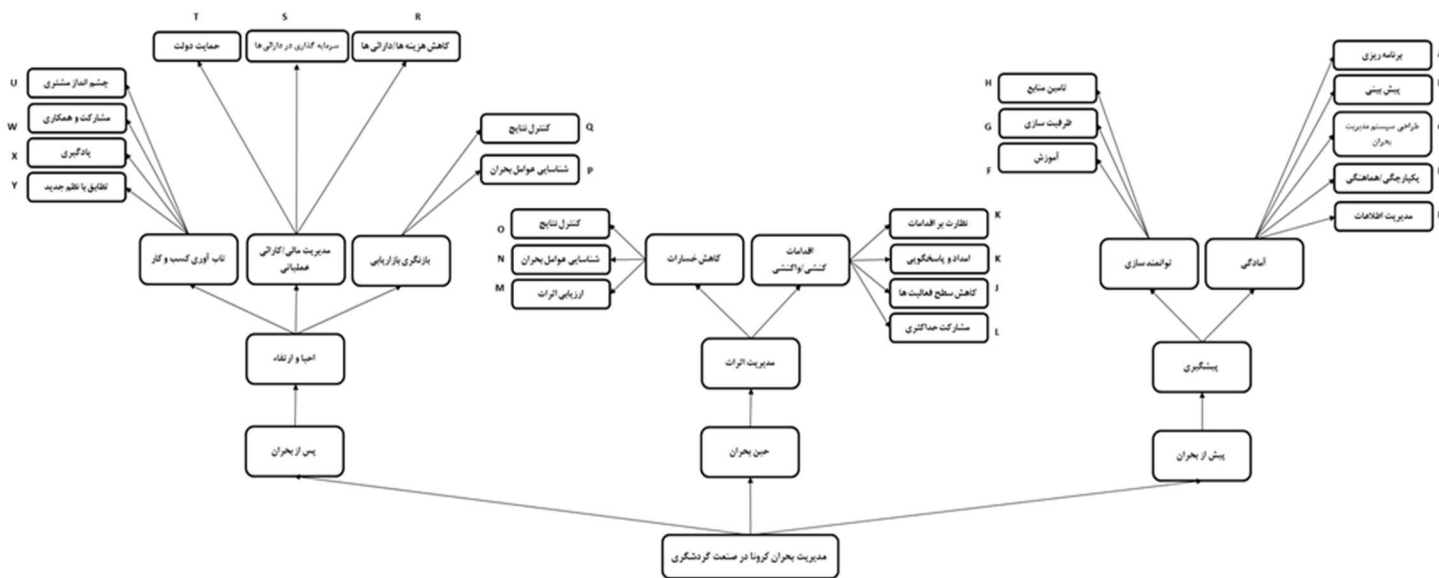 T
S
R
حمایت دولت
سرمایه گذاری در دارائی ها
کاهش هزینه ها/دارائی ها
برنامه ریزی
U
چشم انداز مشتری
H
تامین منابع
پیش بینی
W
مشارکت و همکاری
کنترل نتایج
Q
G
ظرفیت سازی
طراحی سیستم مدیریت
بحران
X
یادگیری
شناسایی عوامل بحران
P
F
آموزش
یکپارچگی/هماهنگی
Y
تطابق با نظم جدید
مدیریت اطلاعات
O
کنترل نتایج
نظارت بر اقدامات
K
N
شناسایی عوامل بحران
امداد و پاسخگویی
K
M
ارزیابی اثرات
کاهش سطح فعالیت ها
J
مشارکت حداکثری
L
تاب آوری کسب و کار
مدیریت مالی/کارائی
عملیاتی
بازنگری بازاریابی
کاهش خسارات
اقدامات
کنشی/واکنشی
توانمند سازی
آمادگی
احیا و ارتقاء
مدیریت اثرات
پیشگیری
پس از بحران
حین بحران
پیش از بحران
مدیریت بحران کرونا در صنعت گردشگری